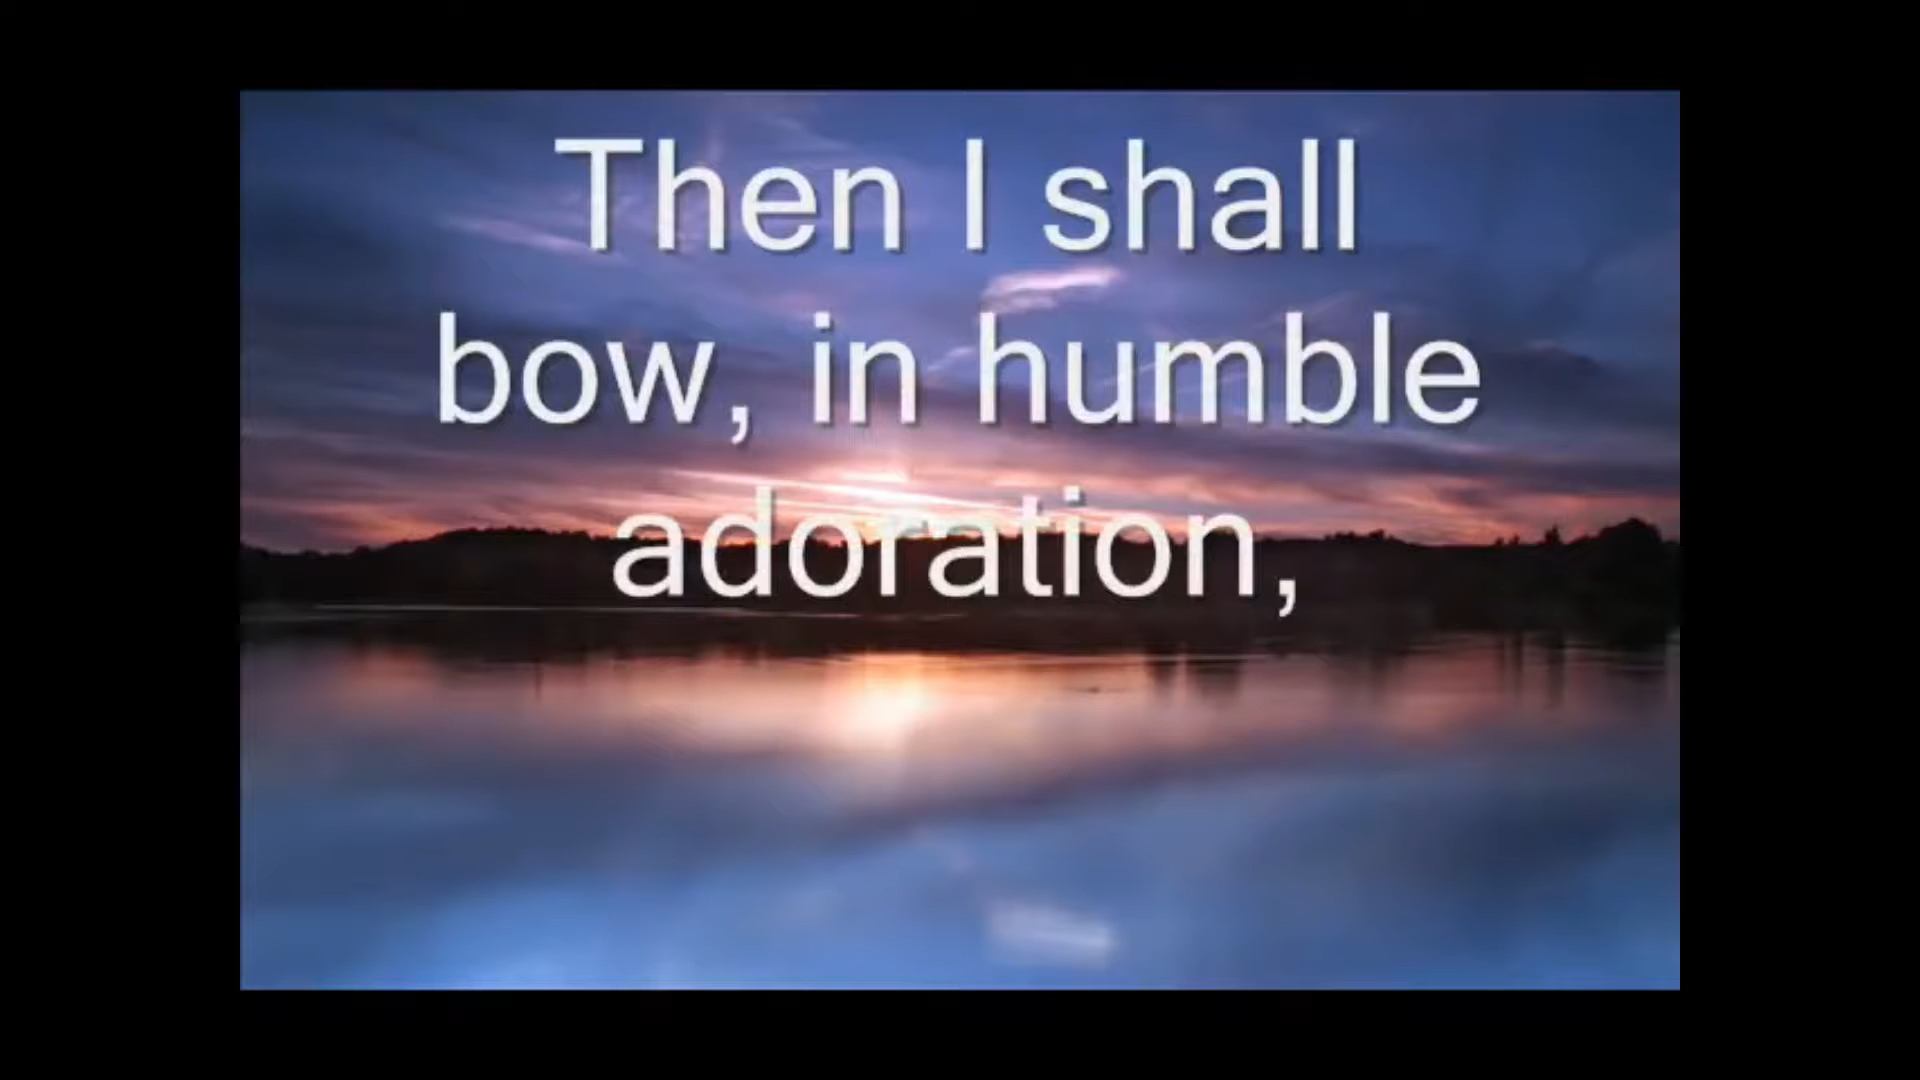 Then I shall
bow, in humble
adoration,